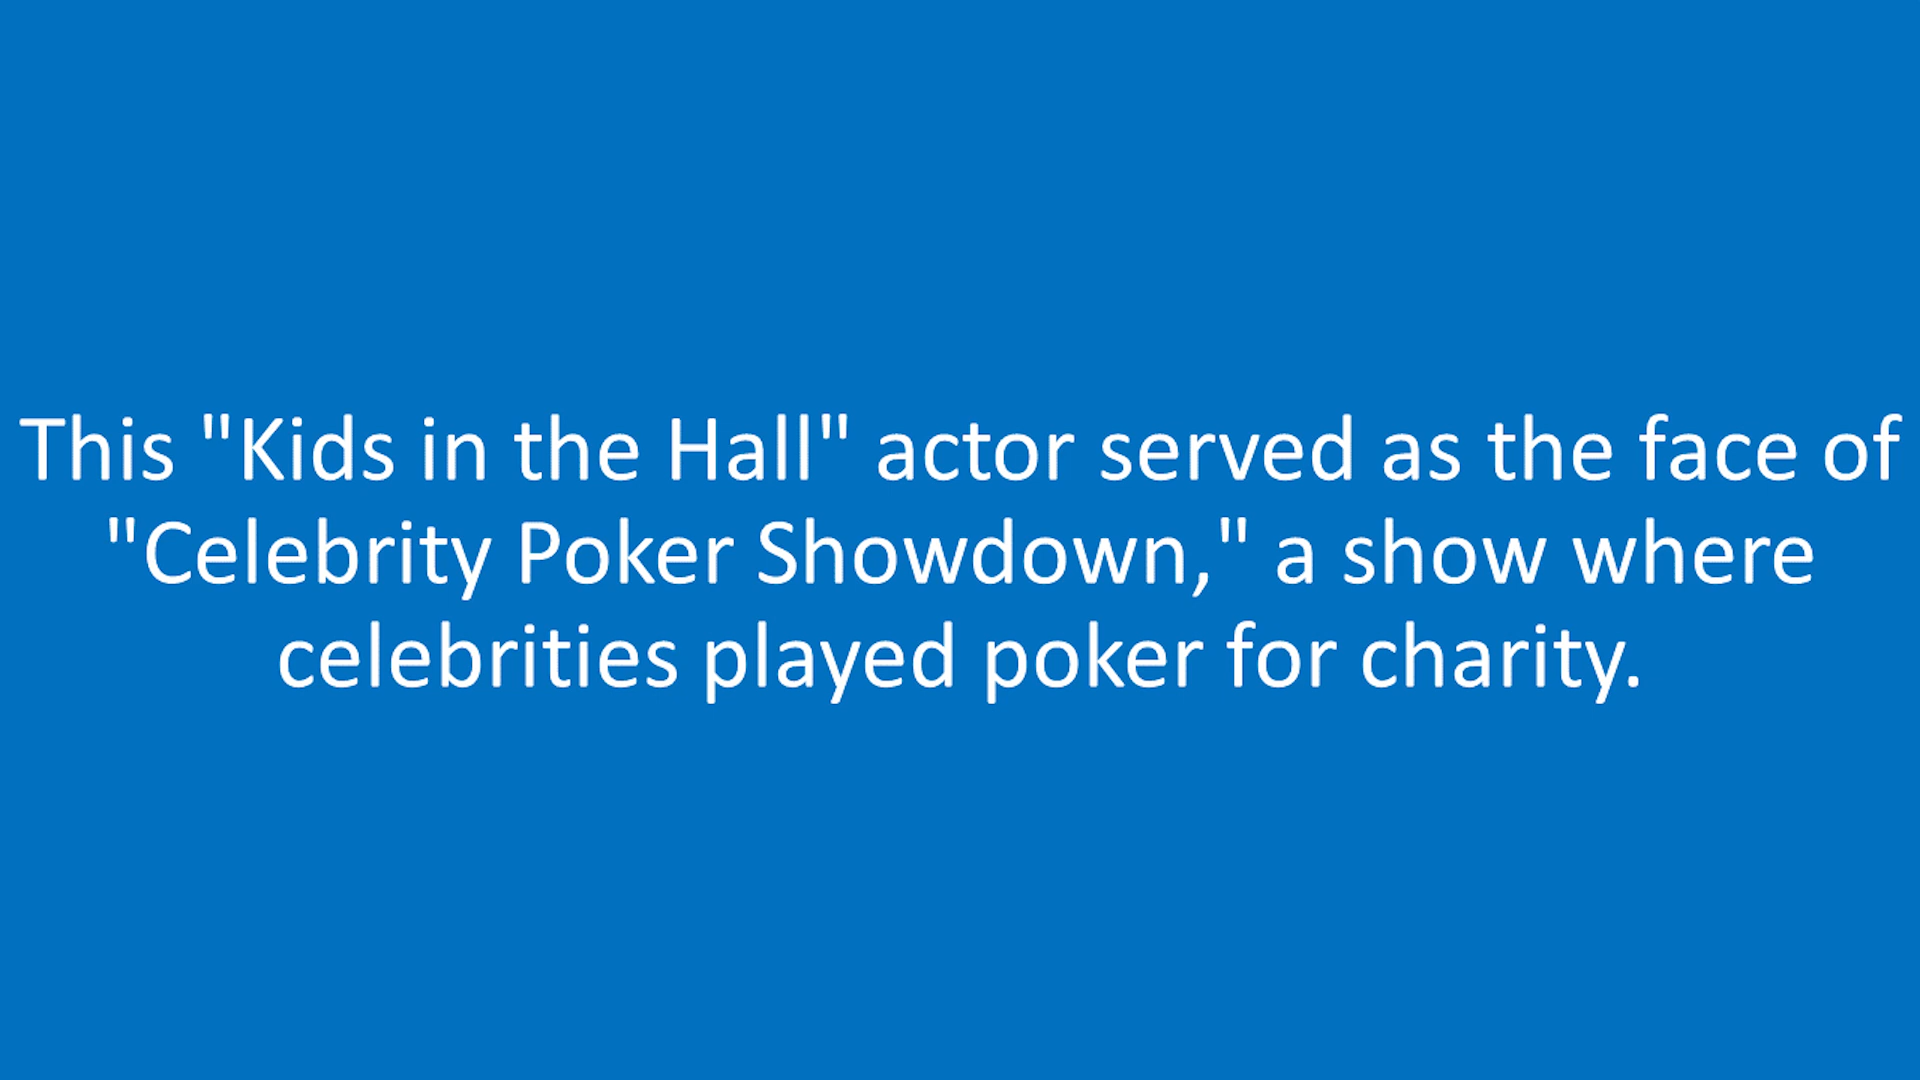 This "Kids in the Hall" actor served as the face of
"Celebrity Poker Showdown," a show where
celebrities played poker for charity.